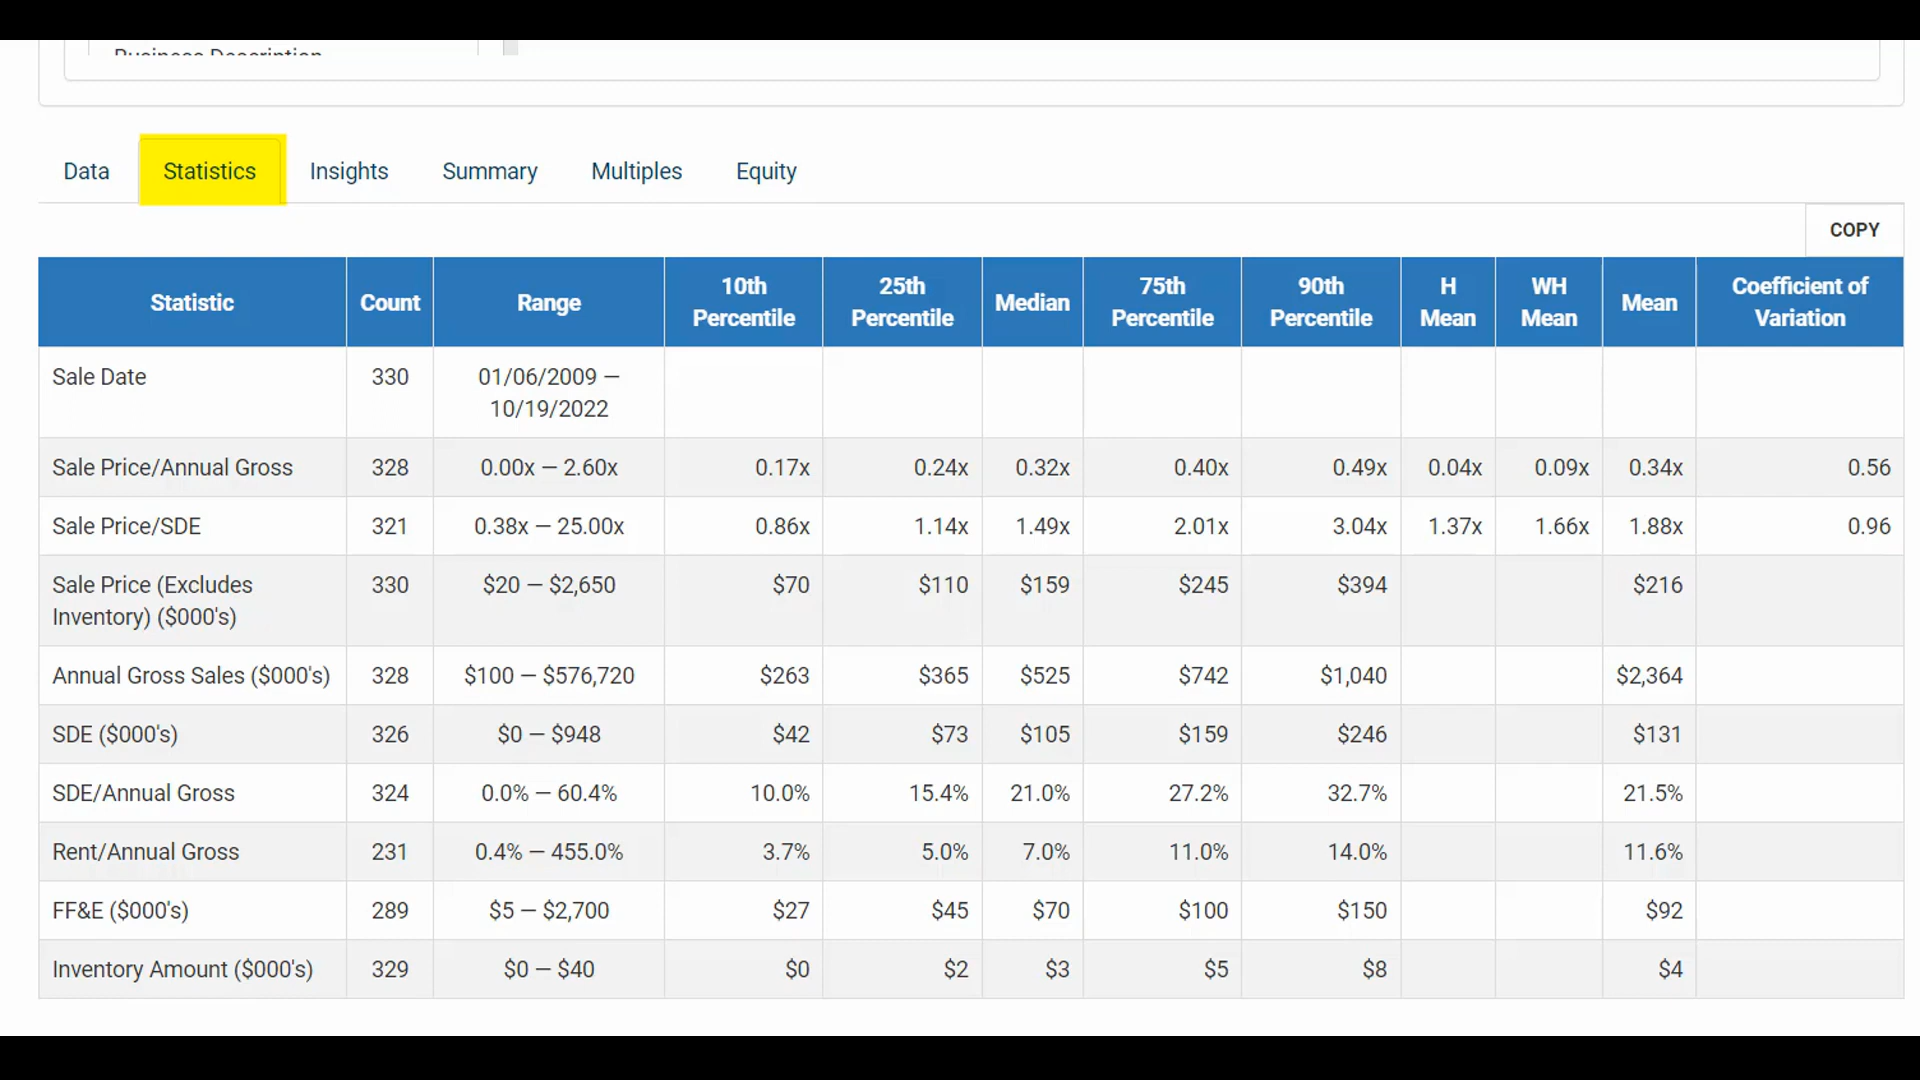 Business Description
Data Statistics Insights Summary Multiples Equity
COPY
Statistic Count Range 10th Percentile 25th Percentile Median 75th Percentile 90th Percentile H Mean WH Mean Mean Coefficient of Variation
Sale Date 330 01/06/2009 — 10/19/2022
Sale Price/Annual Gross 328 0.00x — 2.60x 0.17x 0.24x 0.32x 0.40x 0.49x 0.04x 0.09x 0.34x 0.56
Sale Price/SDE 321 0.38x — 25.00x 0.86x 1.14x 1.49x 2.01x 3.04x 1.37x 1.66x 1.88x 0.96
Sale Price (Excludes Inventory) ($000's) 330 $20 — $2,650 $70 $110 $159 $245 $394 $216
Annual Gross Sales ($000's) 328 $100 — $576,720 $263 $365 $525 $742 $1,040 $2,364
SDE ($000's) 326 $0 — $948 $42 $73 $105 $159 $246 $131
SDE/Annual Gross 324 0.0% — 60.4% 10.0% 15.4% 21.0% 27.2% 32.7% 21.5%
Rent/Annual Gross 231 0.4% — 455.0% 3.7% 5.0% 7.0% 11.0% 14.0% 11.6%
FF&E ($000's) 289 $5 — $2,700 $27 $45 $70 $100 $150 $92
Inventory Amount ($000's) 329 $0 — $40 $0 $2 $3 $5 $8 $4